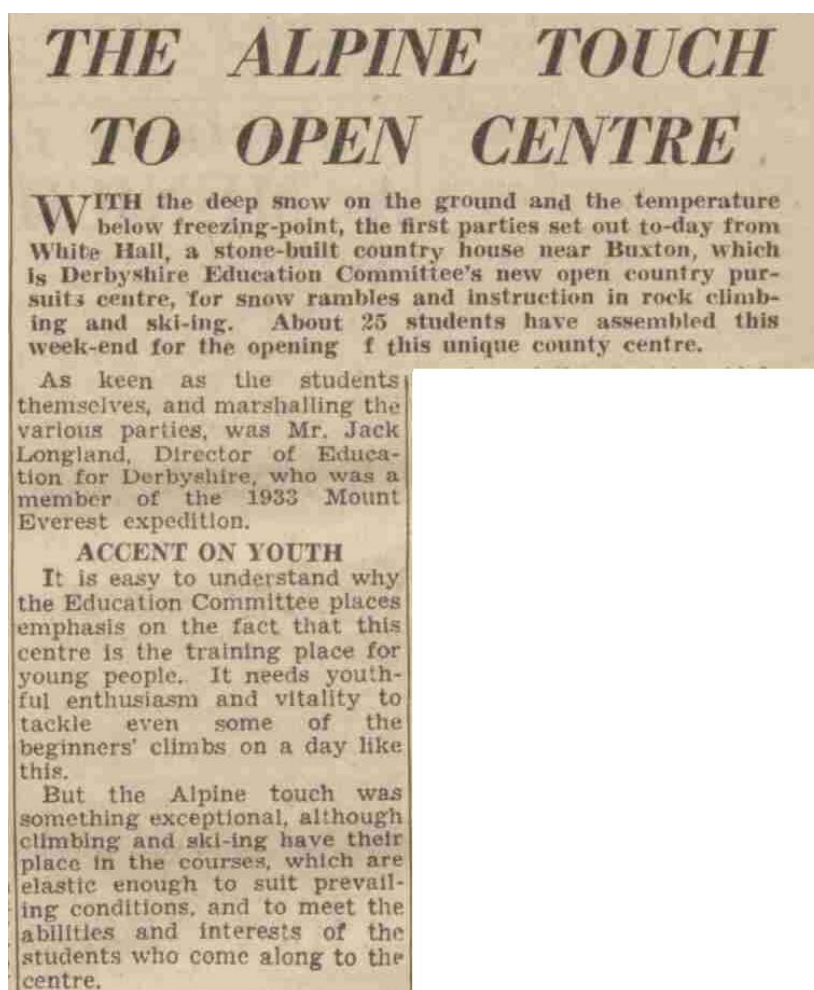 THE ALPINE TOUCH
TO OPEN CENTRE
WITH the deep snow on the ground and the temperature
below freezing-point, the first parties set out to-day from
White Hall, a stone-built country house near Buxton, which
is Derbyshire Education Committee's new open country pur-
suits centre, for snow rambles and instruction in rock climb-
ing and ski-ing. About 25 students have assembled this
week-end for the opening f this unique county centre.
As keen as the students
themselves, and marshalling the
various parties, was Mr. Jack
Longland, Director of Educa-
tion for Derbyshire, who was a
member of the 1933 Mount
Everest expedition.
ACCENT ON YOUTH
It is easy to understand why
the Education Committee places
emphasis on the fact that this
centre is the training place for
young people. It needs youth-
ful enthusiasm and vitality to
tackle even some of the
beginners' climbs on a day like
this.
But the Alpine touch was
something exceptional, although
climbing and ski-ing have their
place in the courses, which are
elastic enough to suit prevail-
ing conditions, and to meet the
abilities and interests of the
students who come along to the
centre.